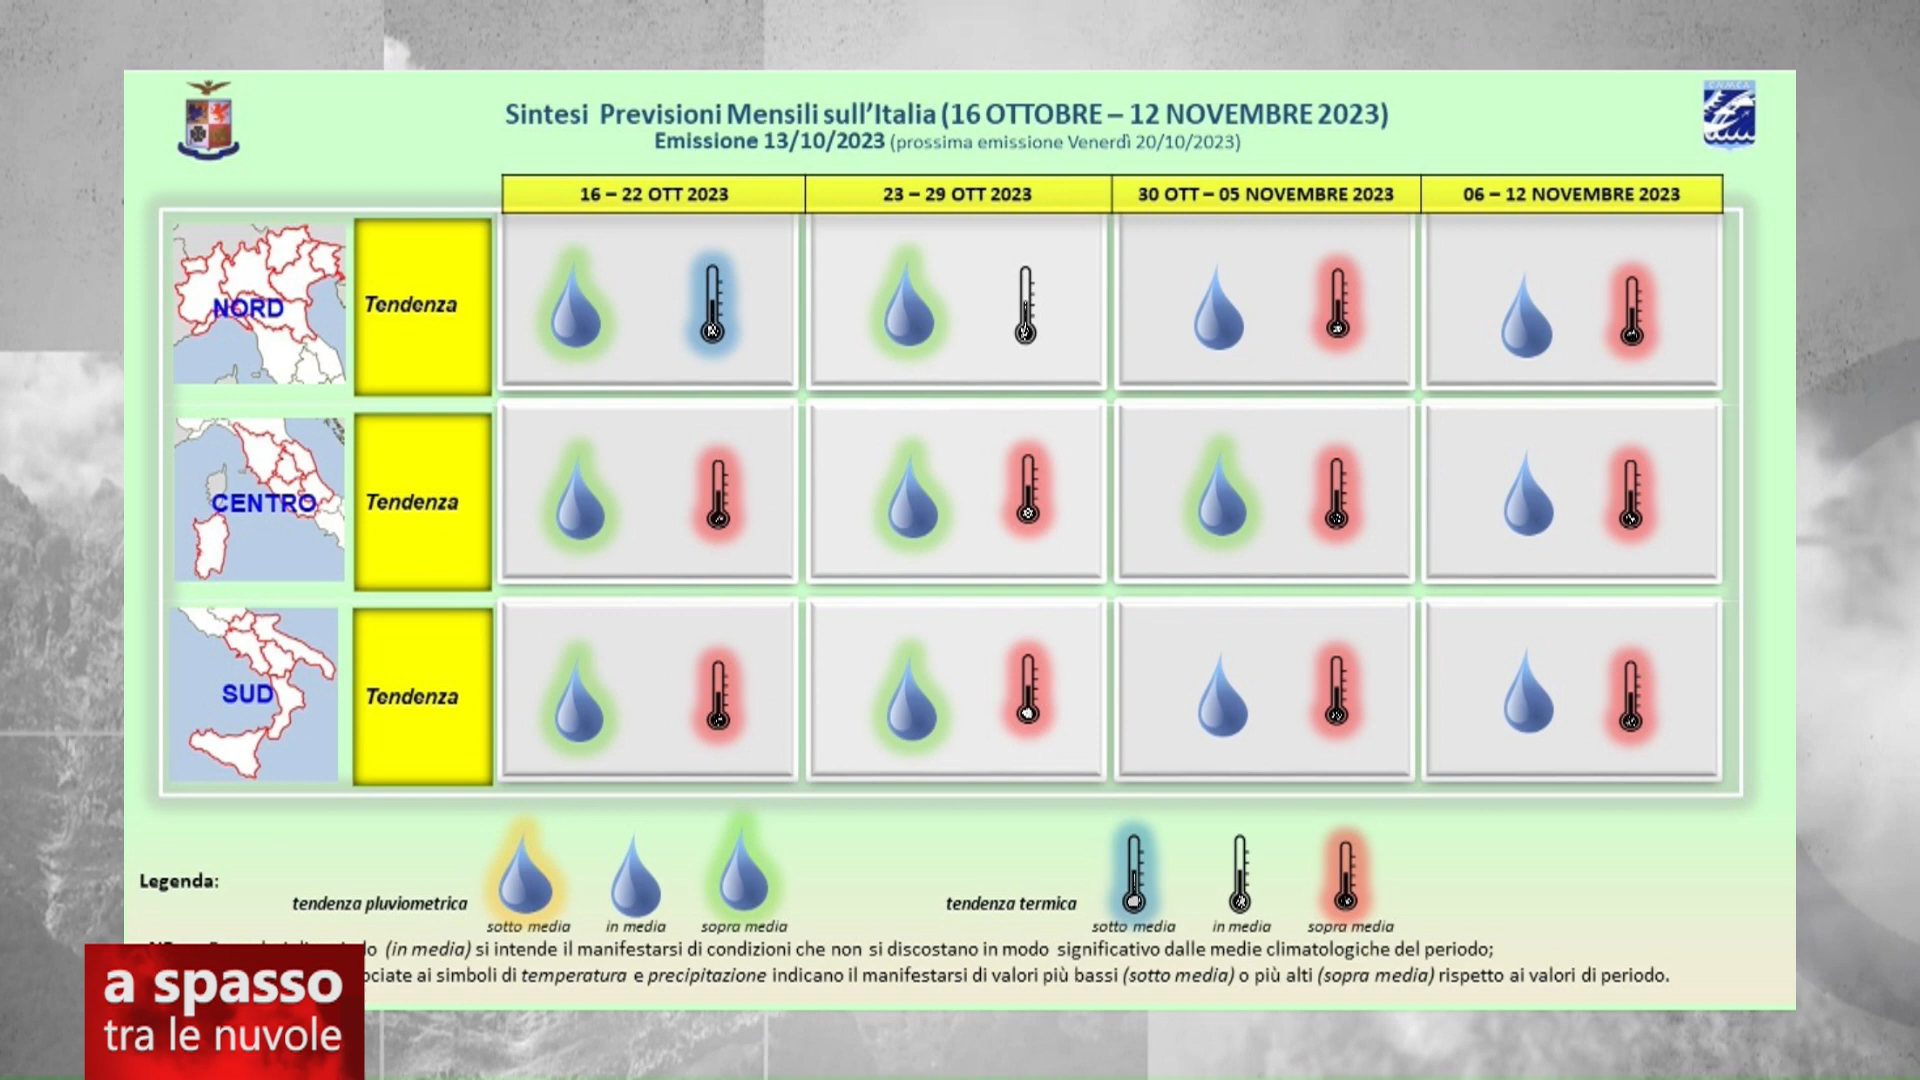 Sintesi Previsioni Mensili sull'Italia (16 OTTOBRE – 12 NOVEMBRE 2023)
Emissione 13/10/2023 (prossima emissione Venerdì 20/10/2023)
16 – 22 OTT 2023
23 – 29 OTT 2023
30 OTT – 05 NOVEMBRE 2023
06 – 12 NOVEMBRE 2023
NORD
Tendenza
CENTRO
Tendenza
SUD
Tendenza
Legenda:
tendenza pluviometrica
sotto media
in media
sopra media
tendenza termica
sotto media
in media
sopra media
(in media) si intende il manifestarsi di condizioni che non si discostano in modo significativo dalle medie climatologiche del periodo;
ai simboli di temperatura e precipitazione indicano il manifestarsi di valori più bassi (sotto media) o più alti (sopra media) rispetto ai valori di periodo.
a spasso
tra le nuvole